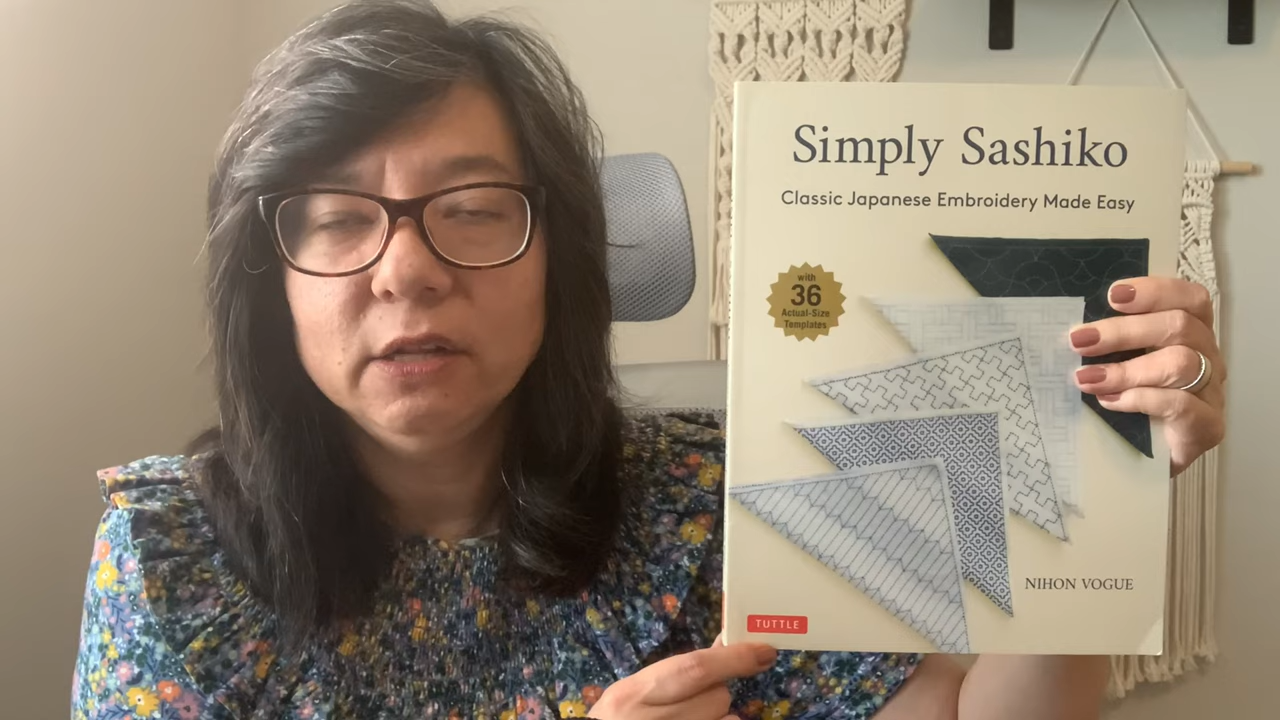 Simply Sashiko
Classic Japanese Embroidery Made Easy
with
36
Actual-Size
Templates
NIHON VOGUE
TUTTLE